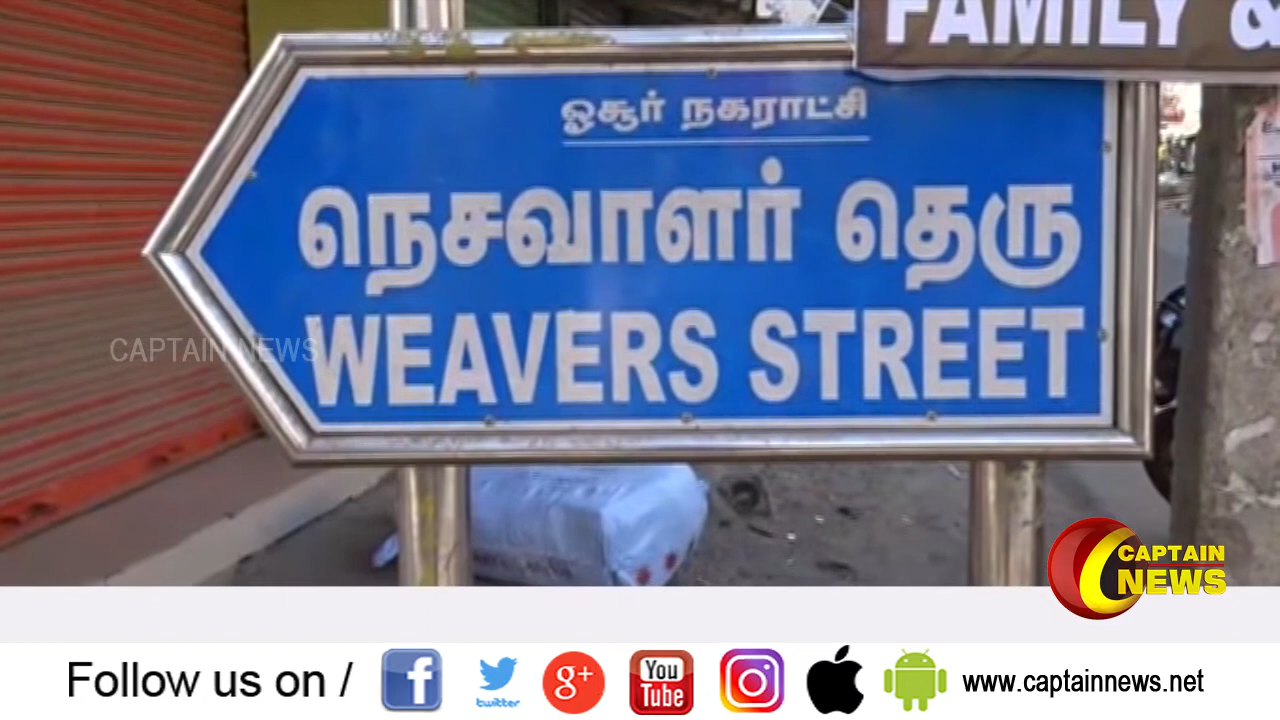 FAMILY &
ஓசூர் நகராட்சி
நெசவாளர் தெரு
WEAVERS STREET
CAPTAIN NEWS
CAPTAIN
NEWS
Follow us on / f twitter g+ You Tube www.captainnews.net